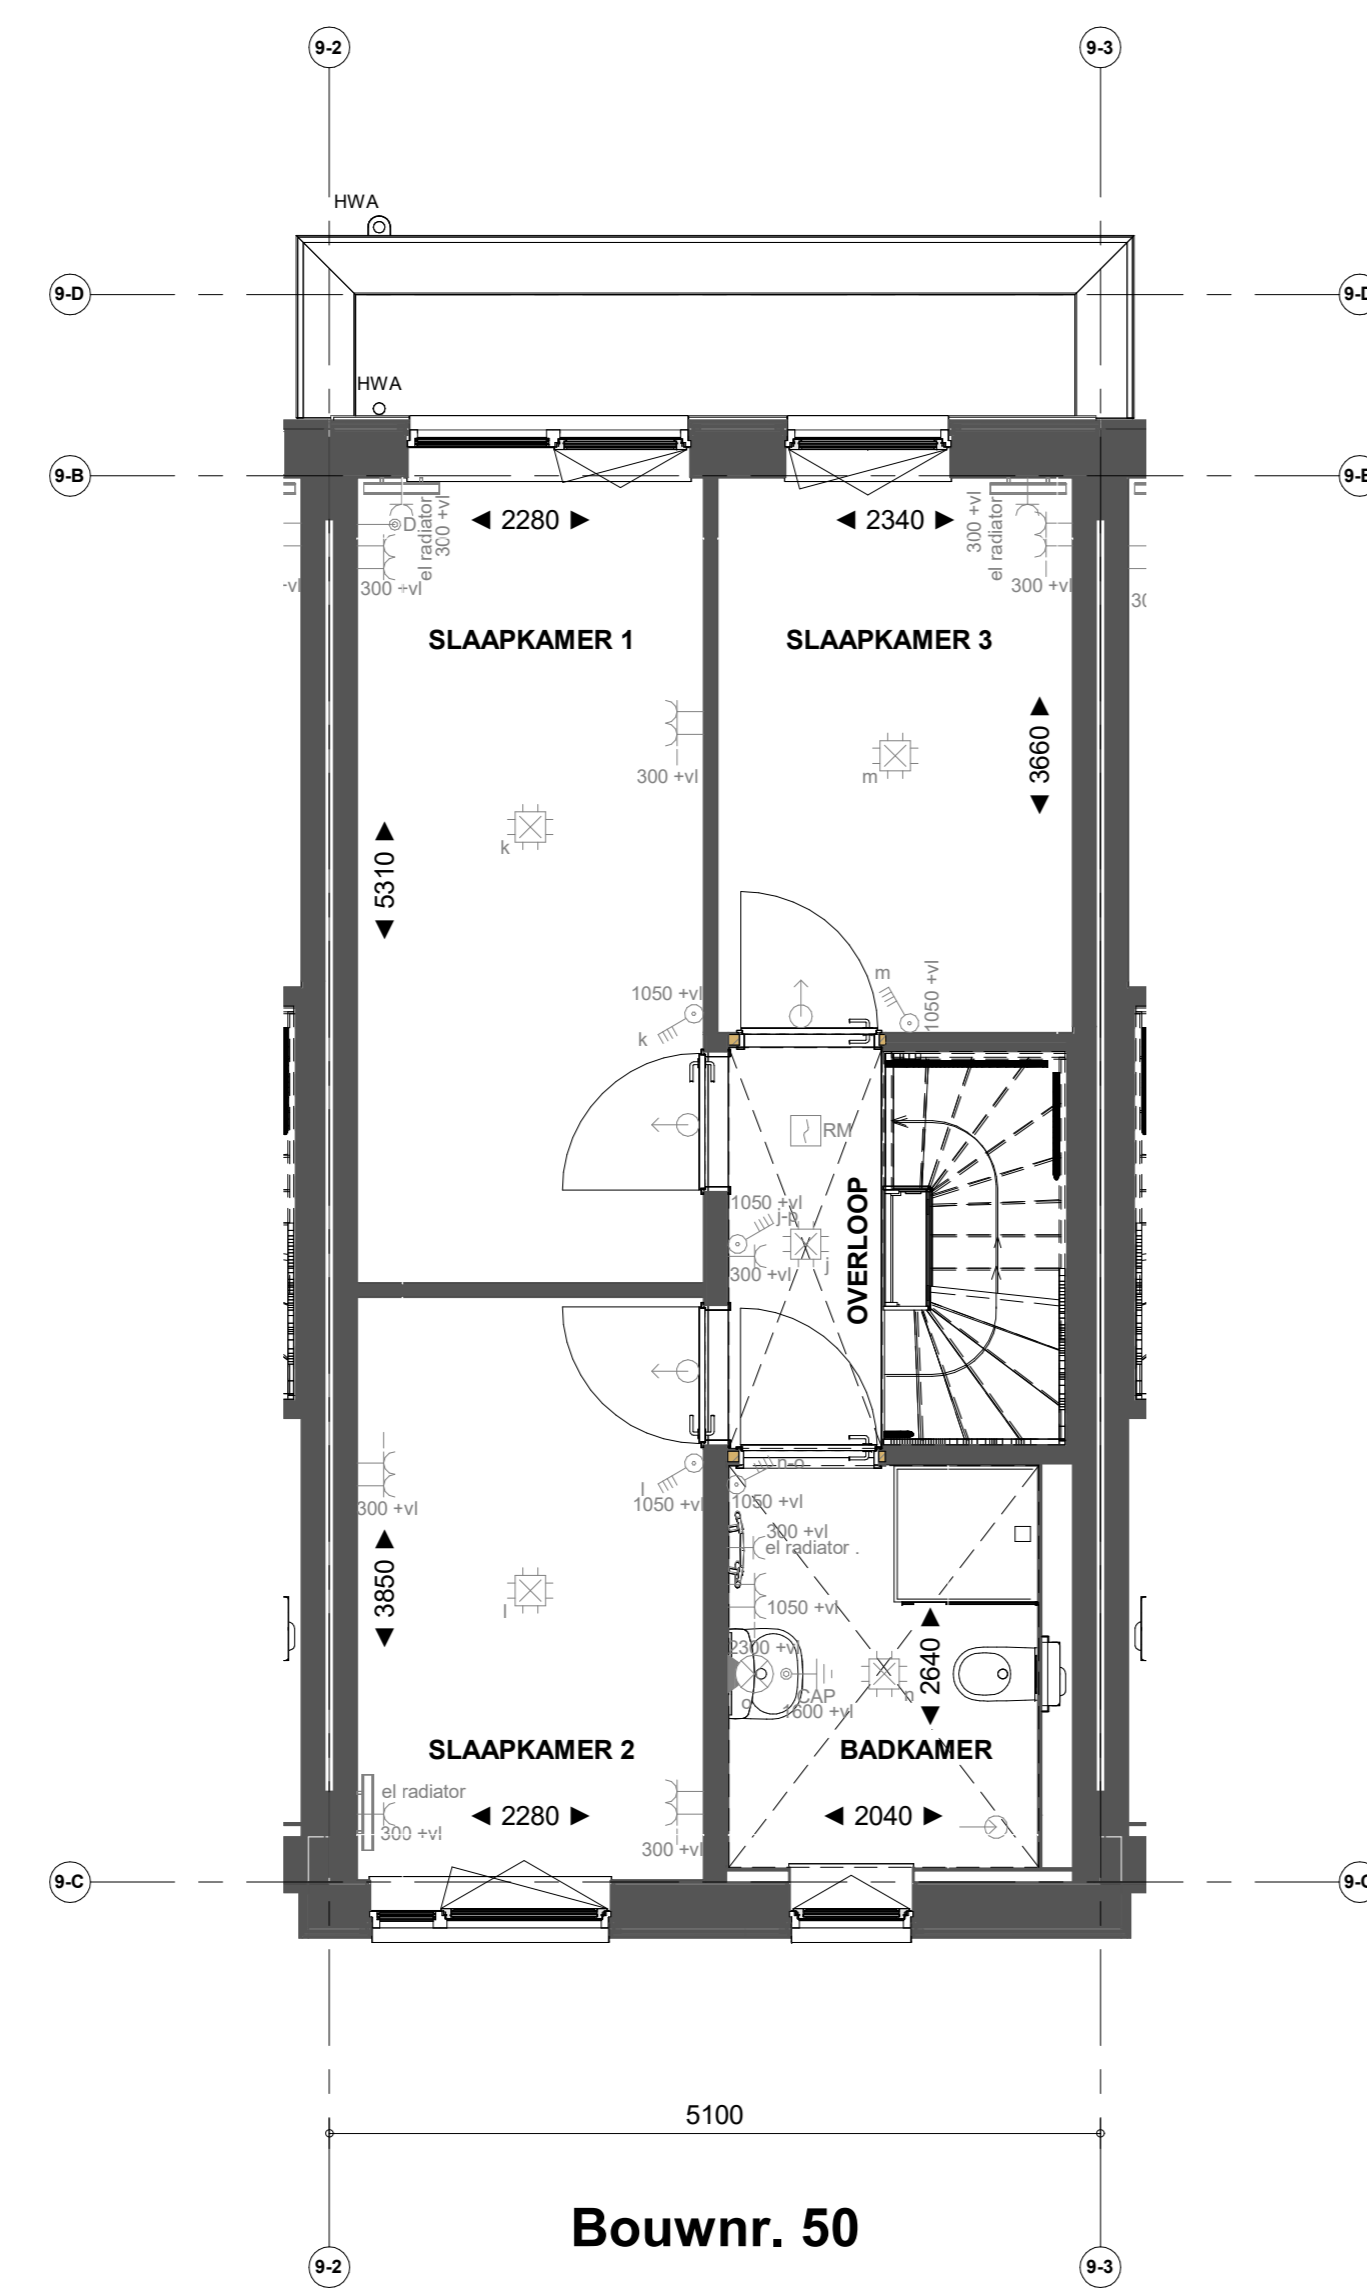 9-2 9-3
HWA
9-D 9-D
HWA
9-B 9-B
D
el radiator
300 +vl
300 +vl
◄ 2280 ►
◄ 2340 ►
300 +vl
el radiator
300 +vl
-vl
30
SLAAPKAMER 1
SLAAPKAMER 3
◄ 3660 ►
300 +vl
m
k
◄ 5310 ►
m
1050 +vl
1050 +vl
k
RM
1050 +vl
j-p
300 +vl
j
OVERLOOP
n-o
l
1050 +vl
1050 +vl
300 +vl
300 +vl
el radiator .
◄ 3850 ►
l
1050 +vl
2300 +vl
◄ 2640 ►
o
CAP
n
1600 +vl
SLAAPKAMER 2
BADKAMER
el radiator
300 +vl
◄ 2280 ►
◄ 2040 ►
300 +vl
9-C 9-C
5100
Bouwnr. 50
9-2 9-3